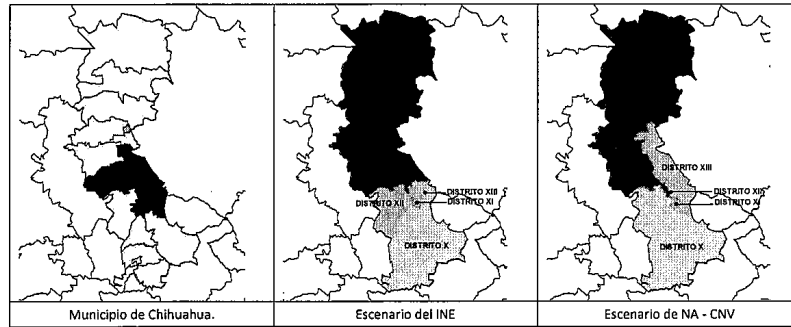 DISTRITO XIII
DISTRITO XII
DISTRITO XI
DISTRITO X
DISTRITO XIII
DISTRITO XII
DISTRITO XI
DISTRITO X
Municipio de Chihuahua.
Escenario del INE
Escenario de NA - CNV